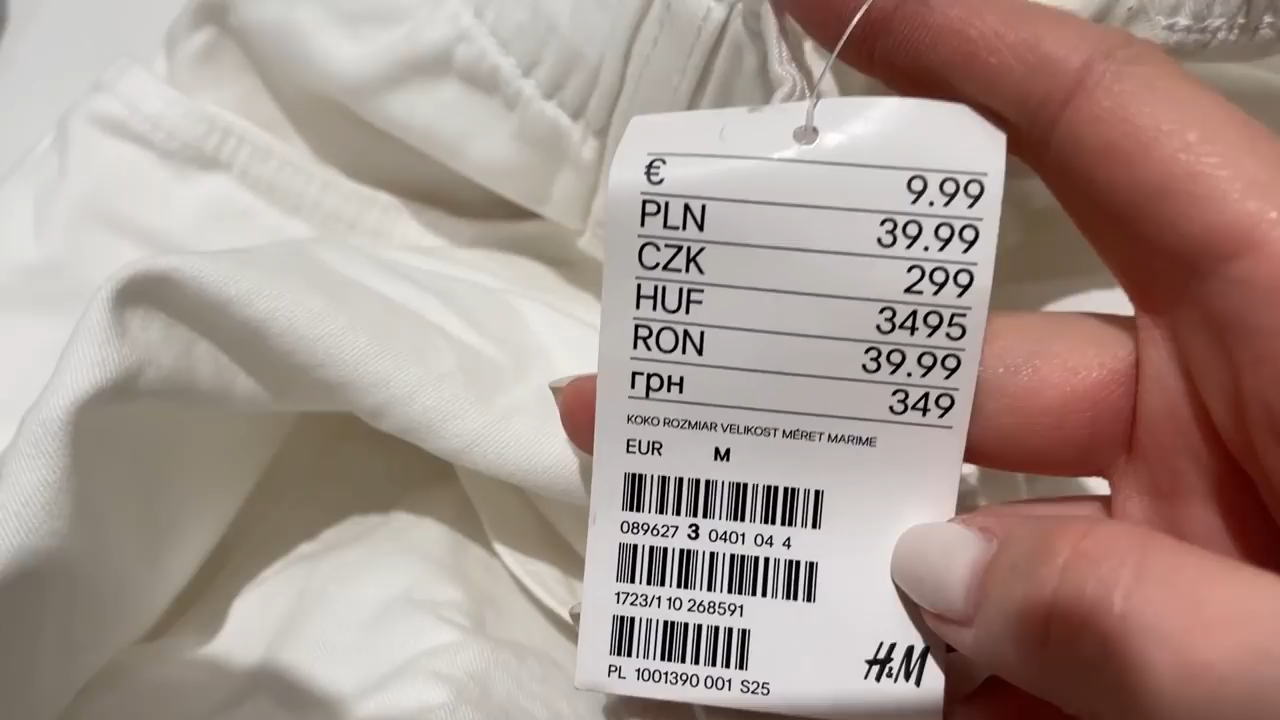 € 9.99
PLN 39.99
CZK 299
HUF 3495
RON 39.99
грн 349
KOKO ROZMIAR VELIKOST MÉRET MARIME
EUR M
089627 3 0401 04 4
1723/1 10 268591
PL 1001390 001 S25
H&M